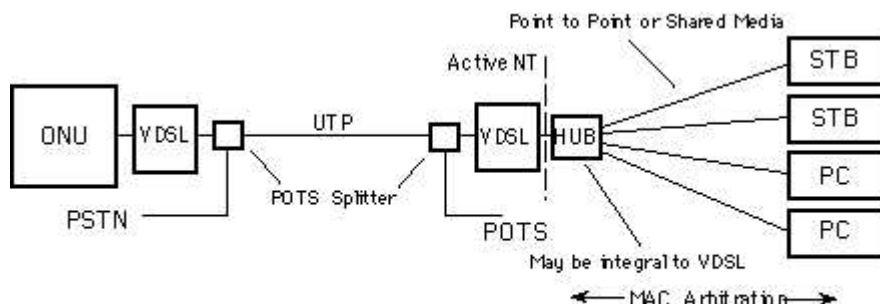 Point to Point or Shared Media
Active NT
STB
ONU
VDSL
UTP
VDSL
HUB
STB
PC
POTS Splitter
PSTN
POTS
PC
May be integral to VDSL
MAC Arbitration